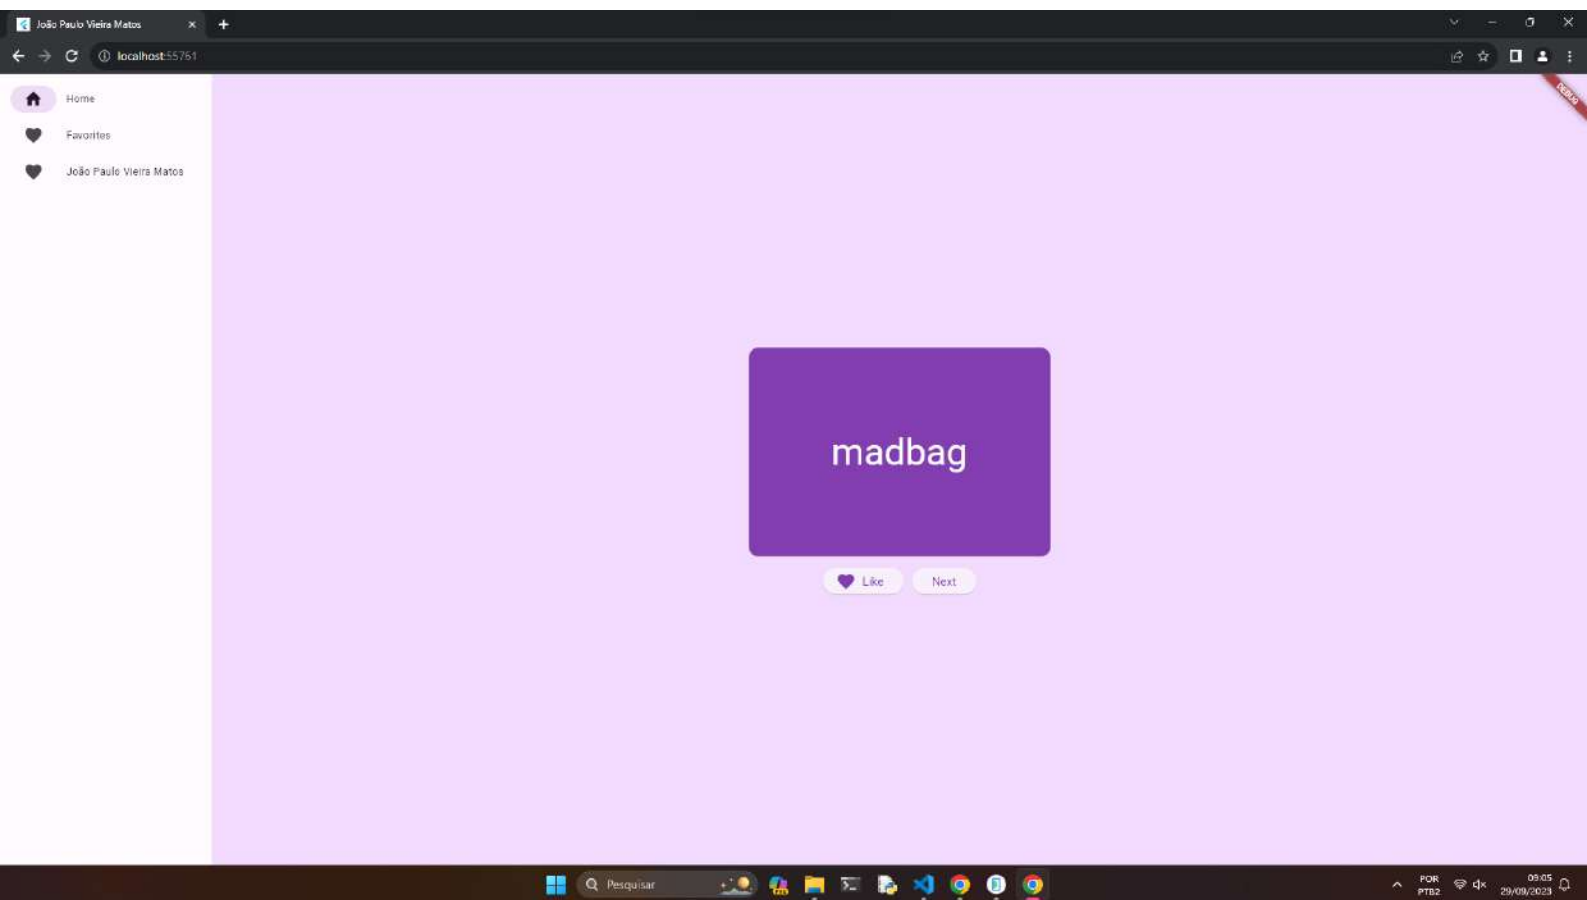 João Paulo Vieira Matos
localhost:55761
DEBUG
Home
Favorites
João Paulo Vieira Matos
madbag
Like
Next
Pesquisar
POR
PTB2
09:05
29/09/2023